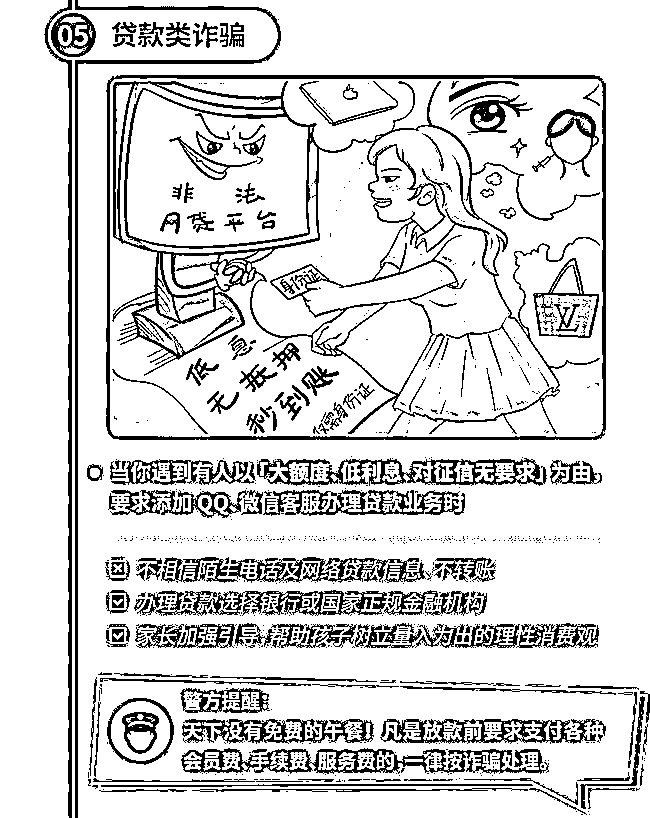 05 贷款类诈骗
非 法
月贷平台
身份证
低息
无抵押
秒到账
仅需身份证
LV
当你遇到有人以「大额度、低利息、对征信无要求」为由,
要求添加 QQ、微信客服办理贷款业务时
不相信陌生电话及网络贷款信息、不转账
办理贷款选择银行或国家正规金融机构
家长加强引导,帮助孩子树立量入为出的理性消费观
警方提醒:
天下没有免费的午餐!凡是放款前要求支付各种
会员费、手续费、服务费的,一律按诈骗处理。